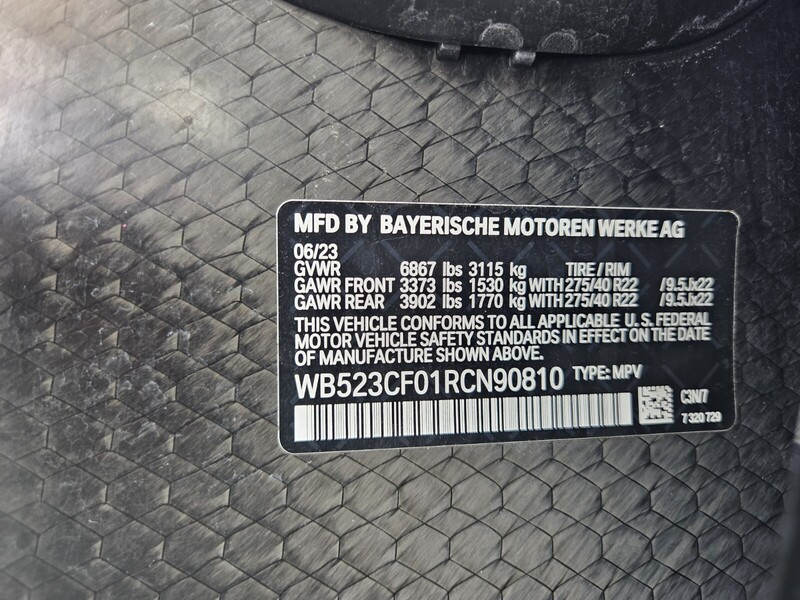 MFD BY BAYERISCHE MOTOREN WERKE AG
06/23
GVWR 6867 lbs 3115 kg TIRE / RIM
GAWR FRONT 3373 lbs 1530 kg WITH 275/40 R22 /9.5Jx22
GAWR REAR 3902 lbs 1770 kg WITH 275/40 R22 /9.5Jx22
THIS VEHICLE CONFORMS TO ALL APPLICABLE U.S. FEDERAL
MOTOR VEHICLE SAFETY STANDARDS IN EFFECT ON THE DATE
OF MANUFACTURE SHOWN ABOVE.
WB523CF01RCN90810 TYPE: MPV
C3N/7
7 320 729